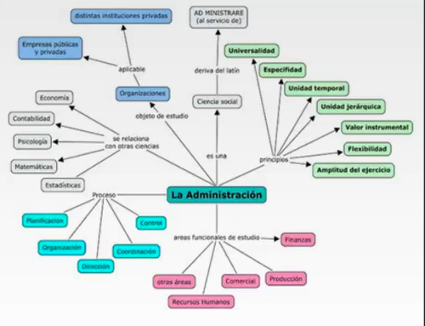 distintas instituciones privadas
AD MINISTRARE
(al servicio de)
Empresas públicas
y privadas
aplicable
deriva del latín
Universalidad
Especifidad
Unidad temporal
Unidad jerárquica
Valor instrumental
Flexibilidad
Amplitud del ejercicio
principios
Organizaciones
objeto de estudio
Ciencia social
es una
Economía
Contabilidad
Psicología
Matemáticas
Estadísticas
se relaciona
con otras ciencias
La Administración
Proceso
Planificación
Organización
Dirección
Coordinación
Control
areas funcionales de estudio
Finanzas
Producción
Comercial
Recursos Humanos
otras áreas